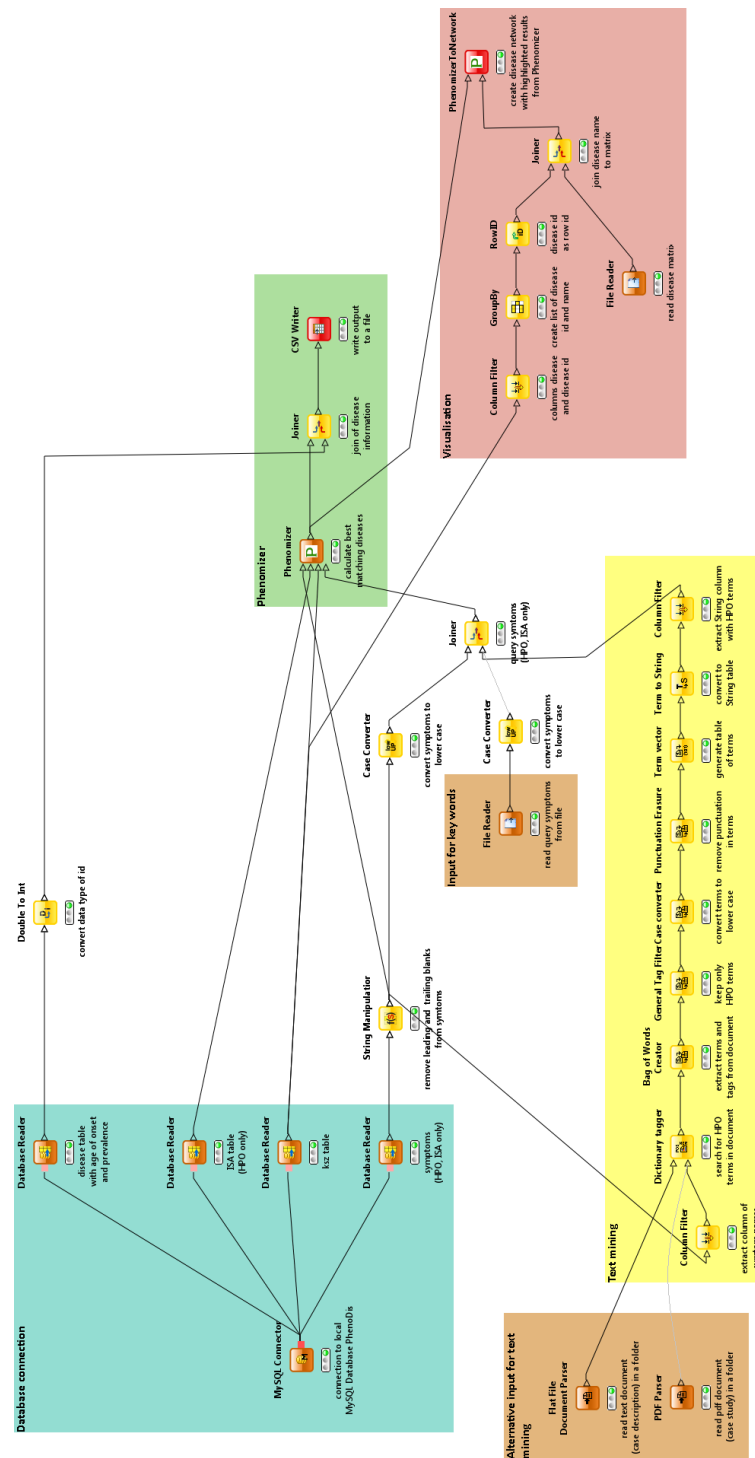 Database connection
MySQL Connector
connection to local
MySQL Database PhenoDis
Database Reader
disease table
with age of onset
and prevalence
Database Reader
ISA table
(HPO only)
Database Reader
ksz table
Database Reader
symptoms
(HPO, ISA only)
Double To Int
convert data type of id
String Manipulation
remove leading and trailing blanks
from symtoms
Case Converter
convert symptoms to
lower case
Input for key words
File Reader
read query symptoms
from file
Case Converter
convert symptoms
to lower case
Joiner
query symtoms
(HPO, ISA only)
Phenomizer
Phenomizer
calculate best
matching diseases
Joiner
join of disease
information
CSV Writer
write output
to a file
Visualisation
Column Filter
columns disease
and disease id
GroupBy
create list of disease
id and name
RowID
disease id
as row id
File Reader
read disease matrix
Joiner
join disease name
to matrix
PhenomizerToNetwork
create disease network
with highlighted results
from Phenomizer
Alternative input for text
mining
Flat File
Document Parser
read text document
(case description) in a folder
PDF Parser
read pdf document
(case study) in a folder
Text mining
Column Filter
extract column of
Dictionary tagger
search for HPO
terms in document
Bag of Words
Creator
extract terms and
tags from document
General Tag Filter
keep only
HPO terms
Case converter
convert terms to
lower case
Punctuation Erasure
remove punctuation
in terms
Term vector
generate table
of terms
Term to String
convert to
String table
Column Filter
extract String column
with HPO terms